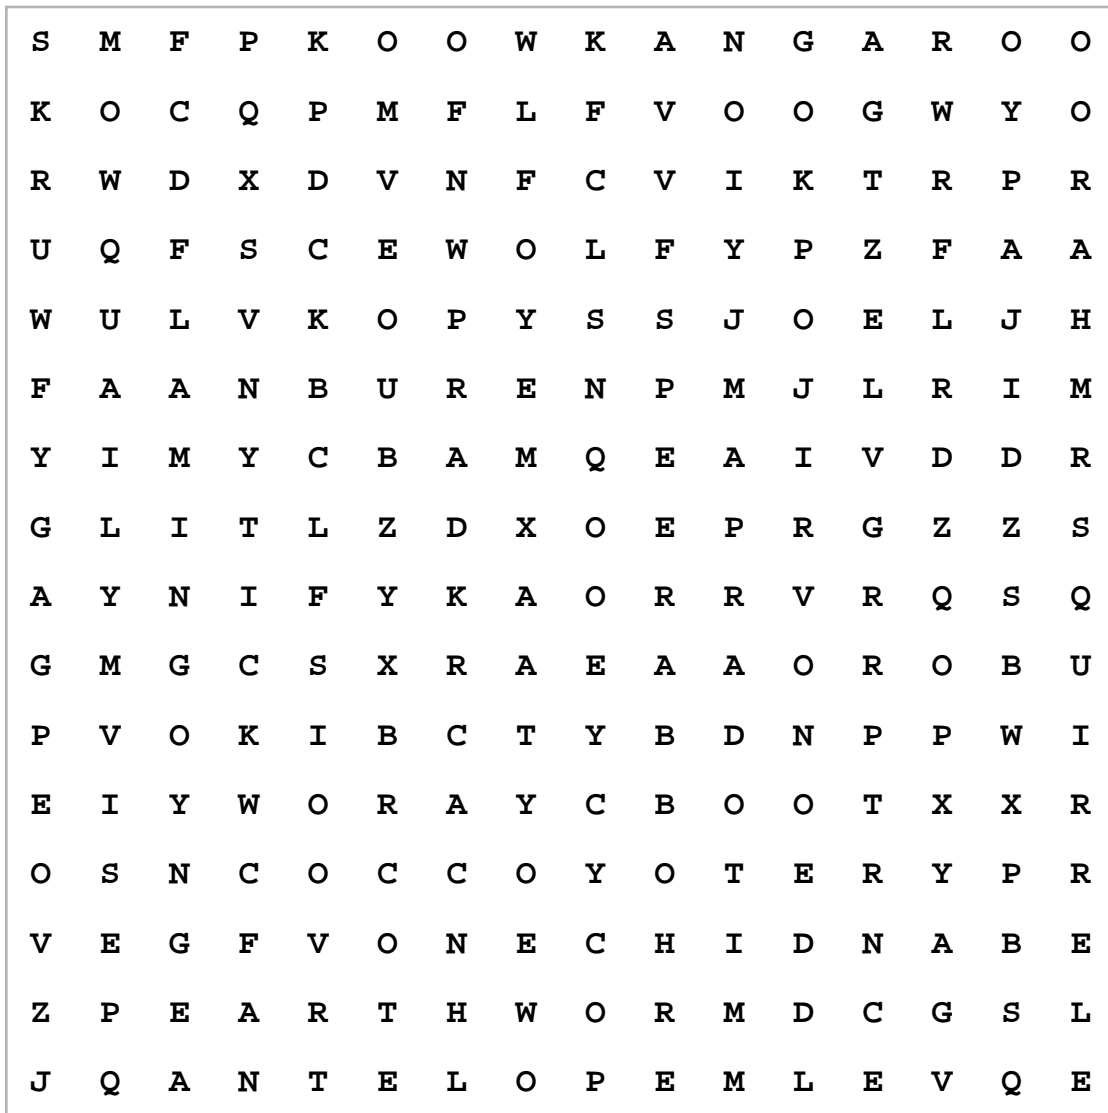 S M F P K O O W K A N G A R O O
K O C Q P M F L F V O O G W Y O
R W D X D V N F C V I K T R P R
U Q F S C E W O L F Y P Z F A A
W U L V K O P Y S S J O E L J H
F A A N B U R E N P M J L R I M
Y I M Y C B A M Q E A I V D D R
G L I T L Z D X O E P R G Z Z S
A Y N I F Y K A O R R V R Q S Q
G M G C S X R A E A A O R O B U
P V O K I B C T Y B D N P P W I
E I Y W O R A Y C B O O T X X R
O S N C O C C O Y O T E R Y P R
V E G F V O N E C H I D N A B E
Z P E A R T H W O R M D C G S L
J Q A N T E L O P E M L E V Q E